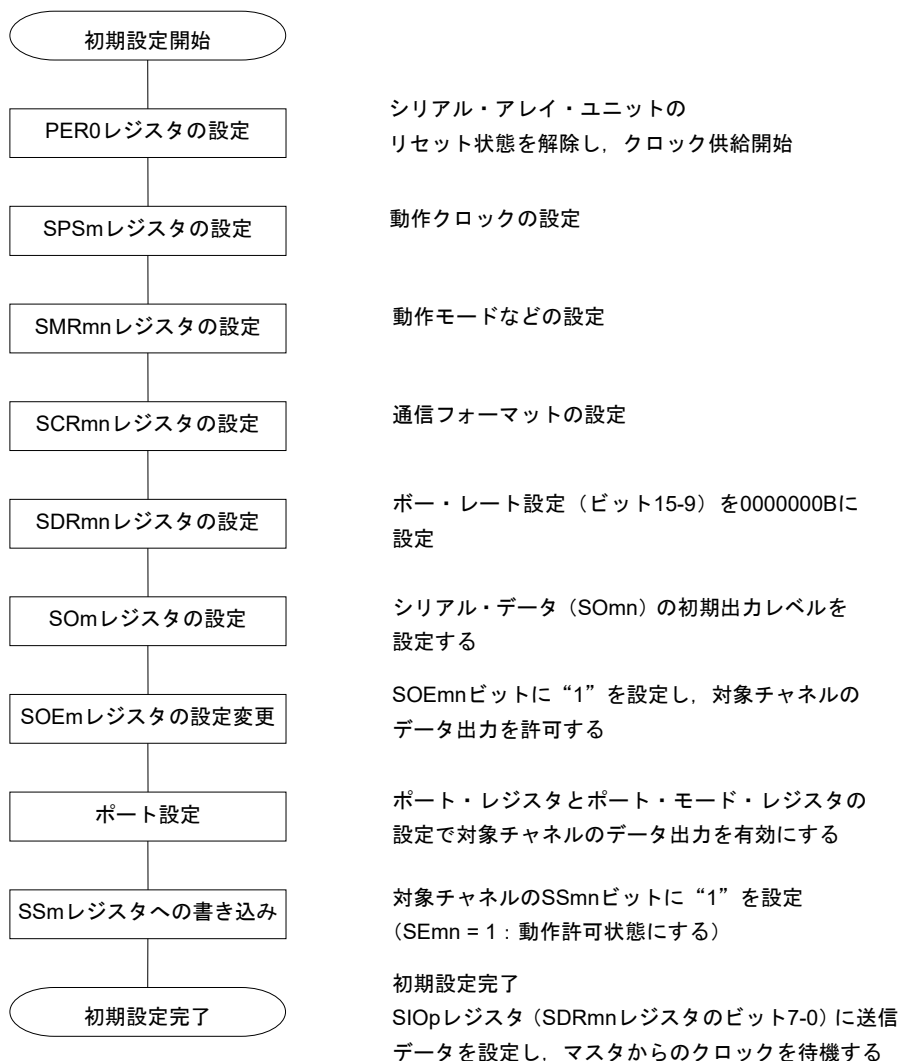 初期設定開始
PER0レジスタの設定
シリアル・アレイ・ユニットの
リセット状態を解除し，クロック供給開始
SPSmレジスタの設定
動作クロックの設定
SMRmnレジスタの設定
動作モードなどの設定
SCRmnレジスタの設定
通信フォーマットの設定
SDRmnレジスタの設定
ボー・レート設定（ビット15-9）を0000000Bに
設定
SOmレジスタの設定
シリアル・データ（SOmn）の初期出力レベルを
設定する
SOEmレジスタの設定変更
SOEmnビットに“1”を設定し，対象チャネルの
データ出力を許可する
ポート設定
ポート・レジスタとポート・モード・レジスタの
設定で対象チャネルのデータ出力を有効にする
SSmレジスタへの書き込み
対象チャネルのSSmnビットに“1”を設定
（SEmn = 1：動作許可状態にする）
初期設定完了
初期設定完了
SIOpレジスタ（SDRmnレジスタのビット7-0）に送信
データを設定し，マスタからのクロックを待機する